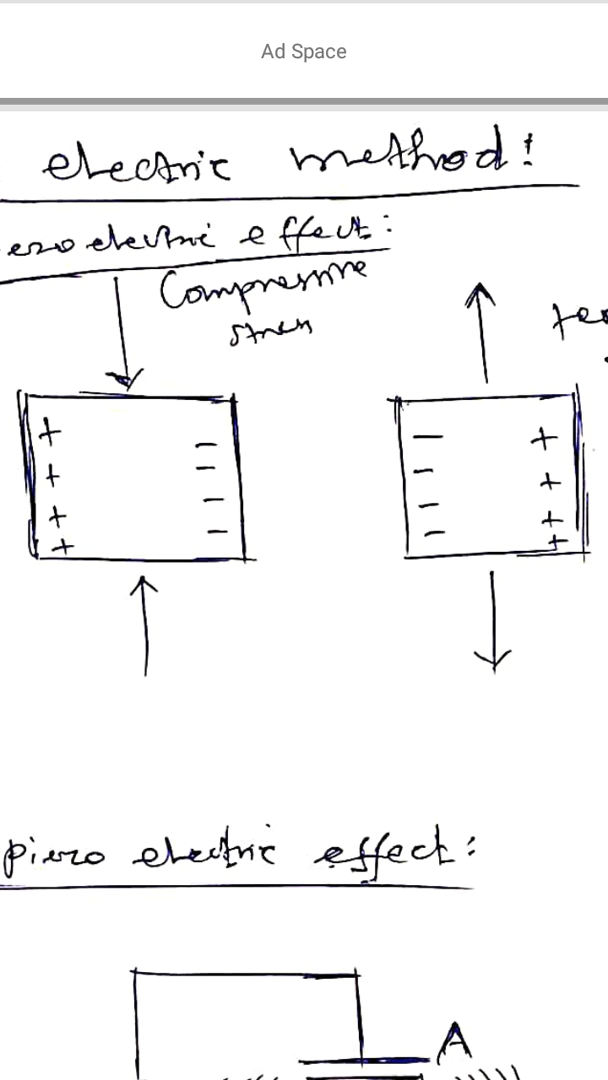 Ad Space
electric method!
ezo electric effect:
Compressive
stress
+ − − +
+ − − +
+ − − +
+ − − +
piezo electric effect:
A